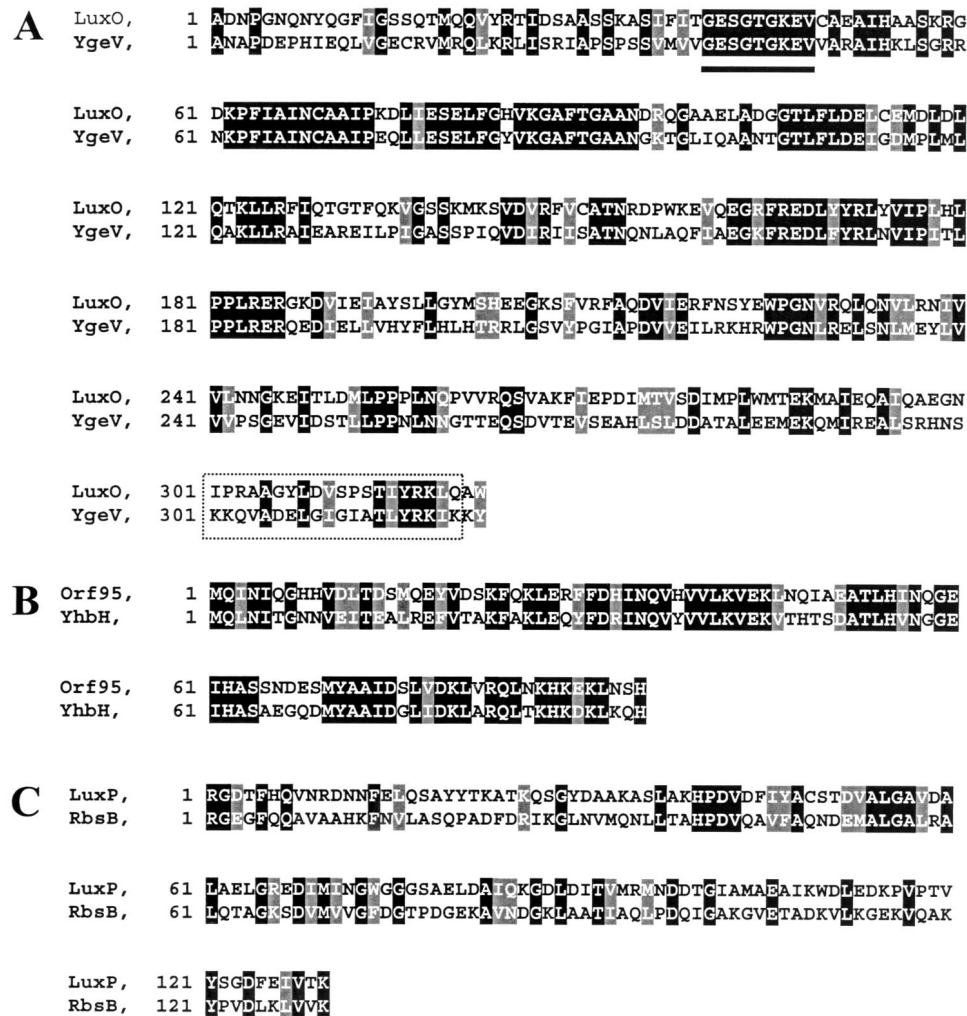 A
LuxO, 1 ADNPGNQNYQGFIGSSQTMQQVYRTIDSAASSKASIFITGESGTGKEVCAEAIHAASKRG
YgeV, 1 ANAPDEPHIEQLVGECRVMRQLKRLISRIAPSPSSVMVVGESGTGKEVVARAIHKLSGRR
LuxO, 61 DKPFIAINCAAIPKDLIESELFGHVKGAFTGAANDRQGAAELADGGTLFLDELCEMDLDL
YgeV, 61 NKPFIAINCAAIPEQLLESELFGYVKGAFTGAANGKTGLIQAANTGTLFLDEIGDMPLML
LuxO, 121 QTKLLRFIQTGTFQKVGSSKMKSVDVRFVCATNRDPWKEVQEGRFREDLYYRLYVIPLHL
YgeV, 121 QAKLLRAIEAREILPIGASSPIQVDIRIISATNQNLAQFIAEGKFREDLFYRLNVIPITL
LuxO, 181 PPLRERGKDVIEIAYSLLGYMSHEEGKSFVRFAQDVIERFNSYEWPGNVRQLQNVLRNIV
YgeV, 181 PPLRERQEDIELLVHYFLHLHTRRLGSVYPGIAPDVVEILRKHRWPGNLRELSNLMEYLV
LuxO, 241 VLNNGKEITLDMLPPPLNQPVVRQSVAKFIEPDIMTVSDIMPLWMTEKMAIEQAIQAEGN
YgeV, 241 VVPSGEVIDSTLLPPNLNNGTTEQSDVTEVSEAHLSLDDATALEEMEKQMIREALSRHNS
LuxO, 301 IPRAAGYLDVSPSTIYRKLQAW
YgeV, 301 KKQVADELGIGIATLYRKIKKY
B
Orf95, 1 MQINIQGHHVDLTDSMQEYVDSKFQKLERFFDHINQVHVVLKVEKLNQIAEATLHINQGE
YhbH, 1 MQLNITGNNVEITEALREFVTAKFAKLEQYFDRINQVYVVLKVEKVTHTSDATLHVNGGE
Orf95, 61 IHASSNDESMYAAIDSLVDKLVRQLNKHKEKLNSH
YhbH, 61 IHASAEGQDMYAAIDGLIDKLARQLTKHKDKLKQH
C
LuxP, 1 RGDTFHQVNRDNNFELQSAYYTKATKQSGYDAAKASLAKHPDVDFIYACSTDVALGAVDA
RbsB, 1 RGEGFQQAVAAHKFNVLASQPADFDRIKGLNVMQNLLTAHPDVQAVFAQNDEMALGALRA
LuxP, 61 LAELGREDIMINGWGGGSAELDAIQKGDLDITVMRMNDDTGIAMAEAIKWDLEDKPVPTV
RbsB, 61 LQTAGKSDVMVVGFDGTPDGEKAVNDGKLAATIAQLPDQIGAKGVETADKVLKGEKVQAK
LuxP, 121 YSGDFEIVTK
RbsB, 121 YPVDLKLVVK